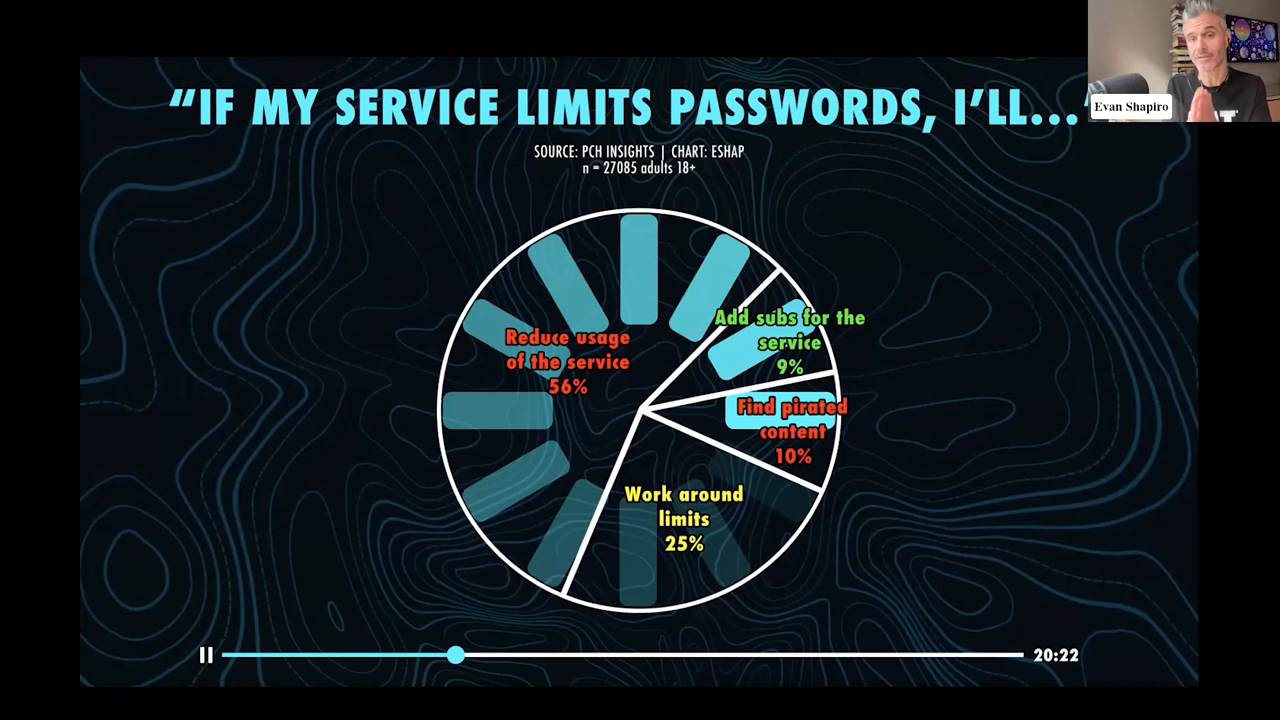 “IF MY SERVICE LIMITS PASSWORDS, I’LL...”
Evan Shapiro
SOURCE: PCH INSIGHTS | CHART: ESHAP
n = 27085 adults 18+
Add subs for the
service
9%
Reduce usage
of the service
56%
Find pirated
content
10%
Work around
limits
25%
20:22